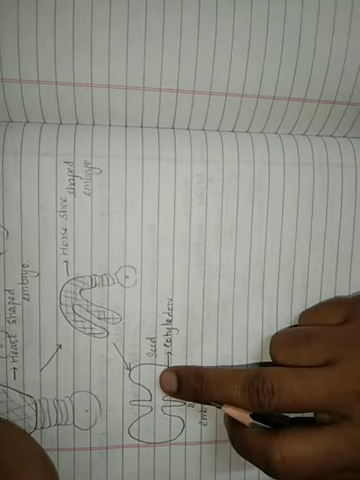 → Heart shaped
embryo.
→ Horse shoe
shaped
embryo
Seed
→ cotyledon